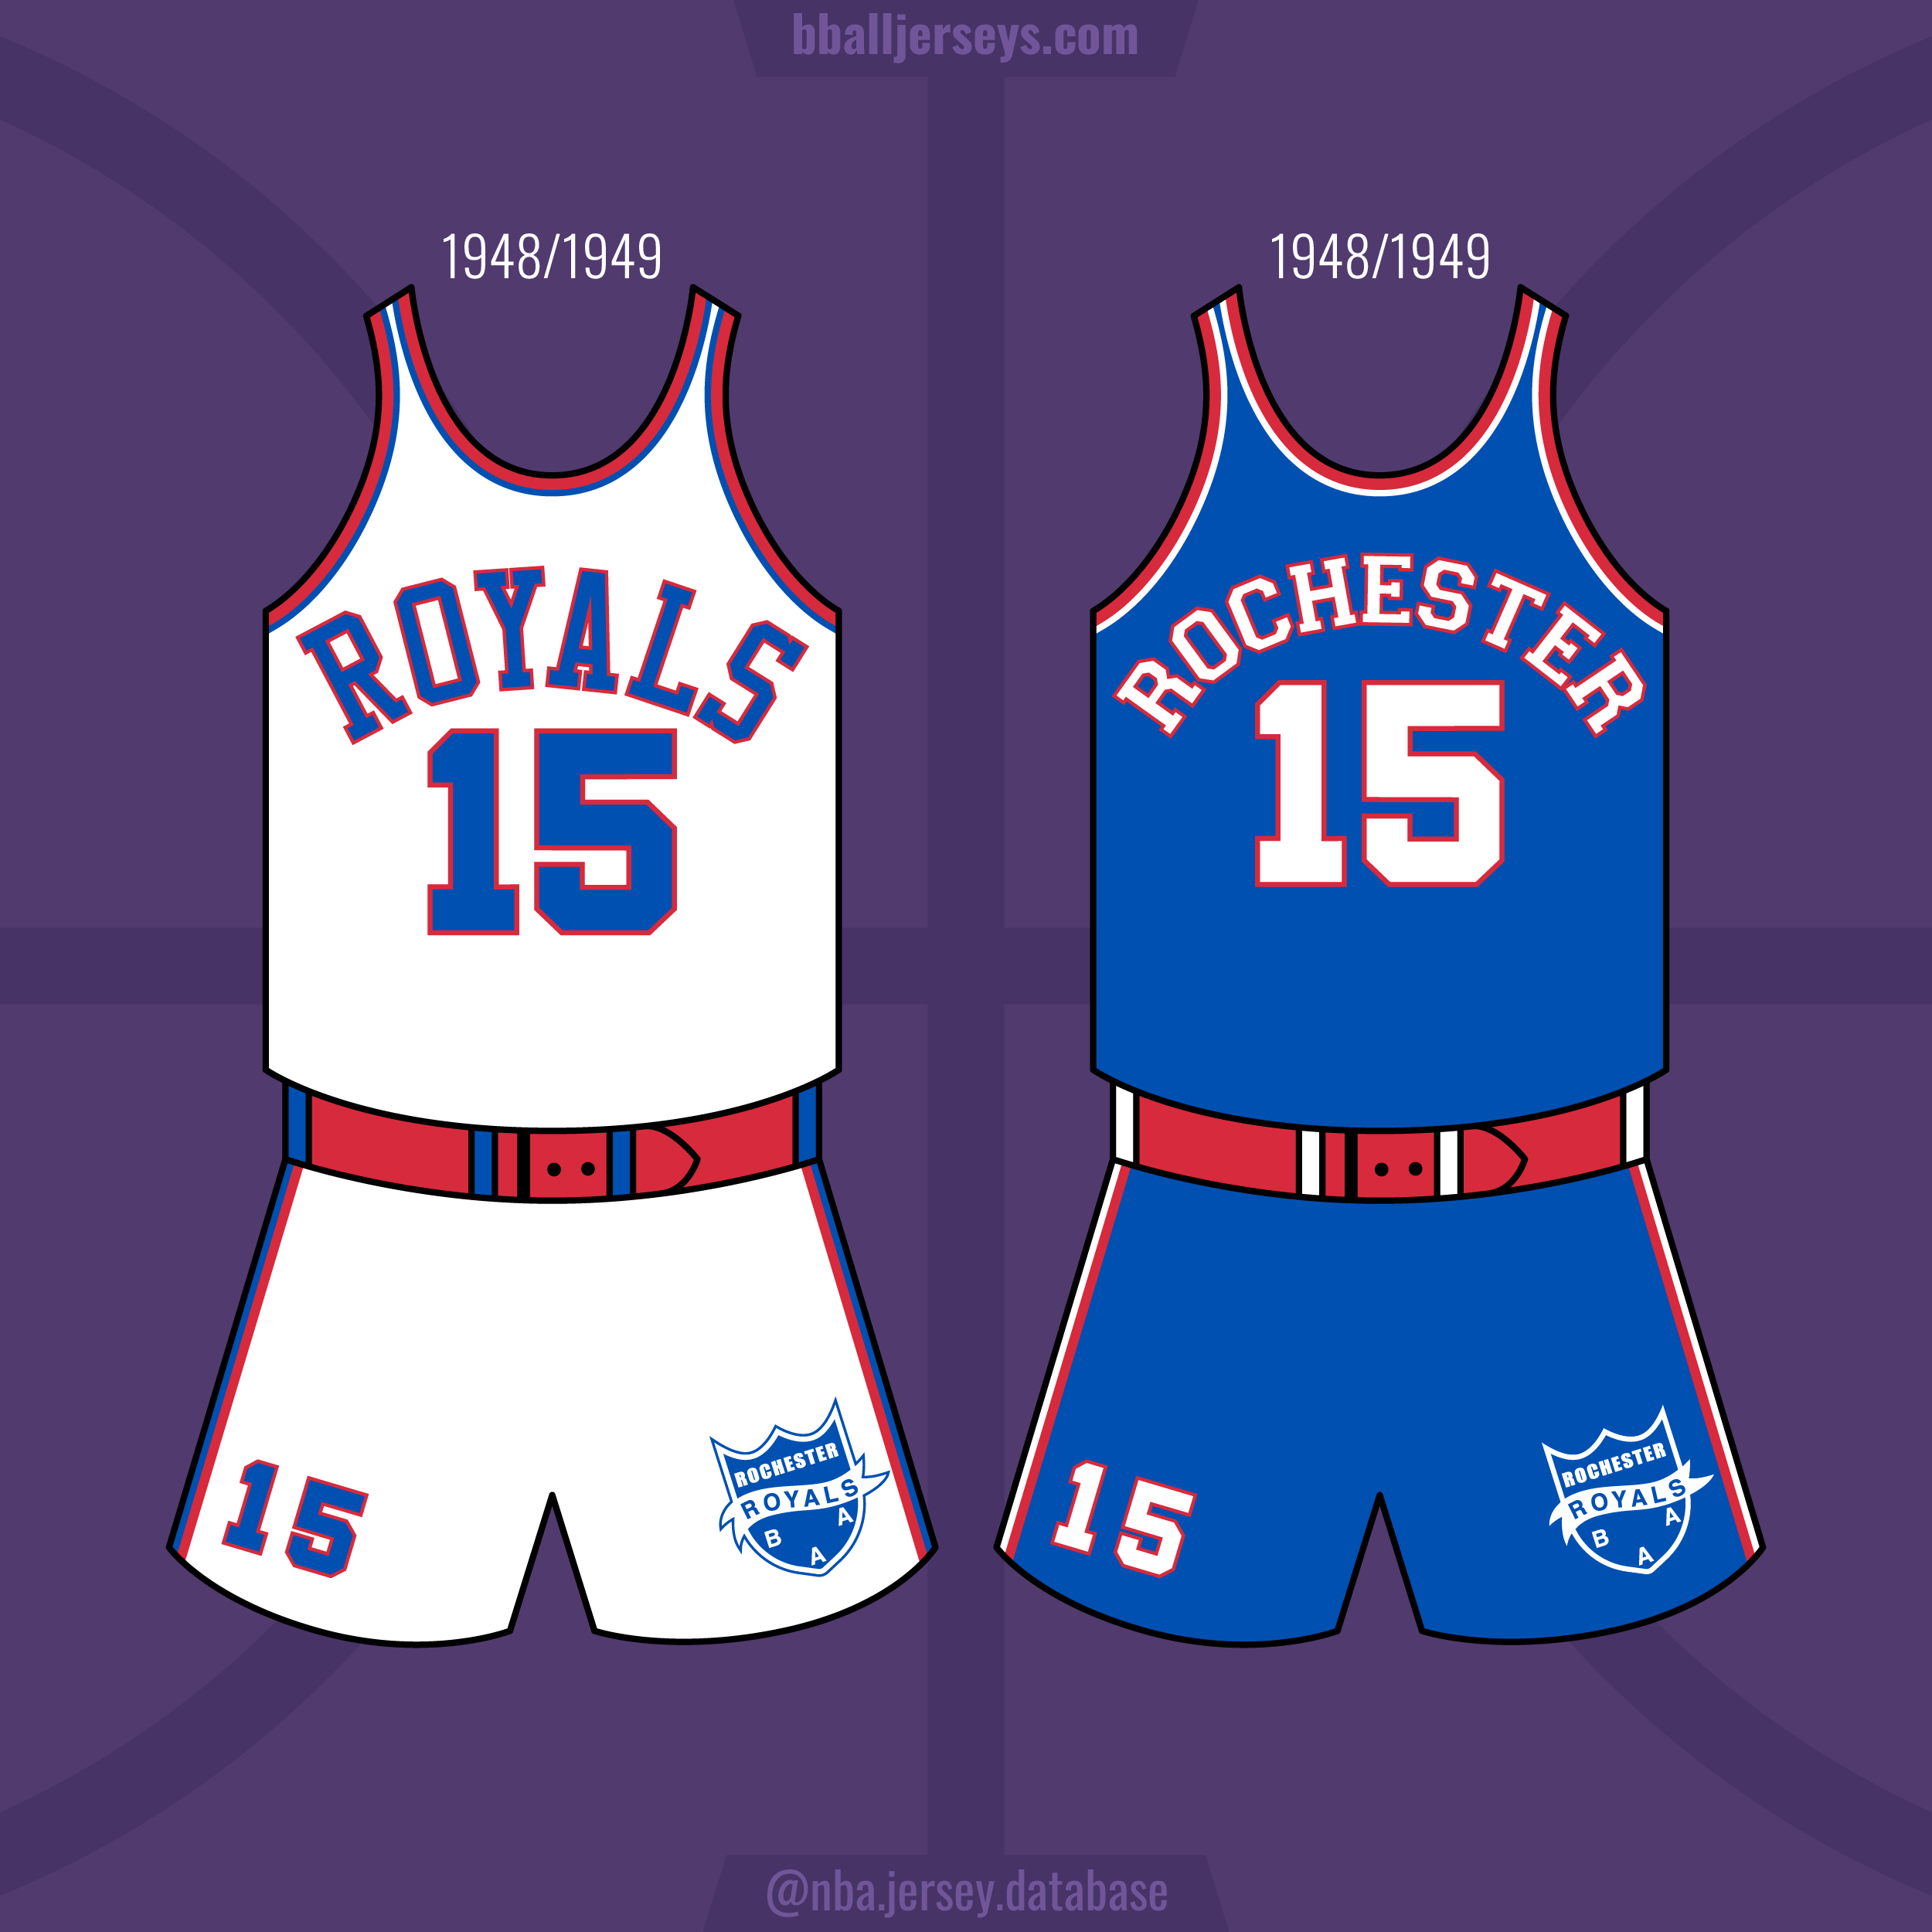 bballjerseys.com
1948/1949
1948/1949
ROYALS
15
ROCHESTER
15
15
ROCHESTER
ROYALS
B A A
15
ROCHESTER
ROYALS
B A A
@nba.jersey.database